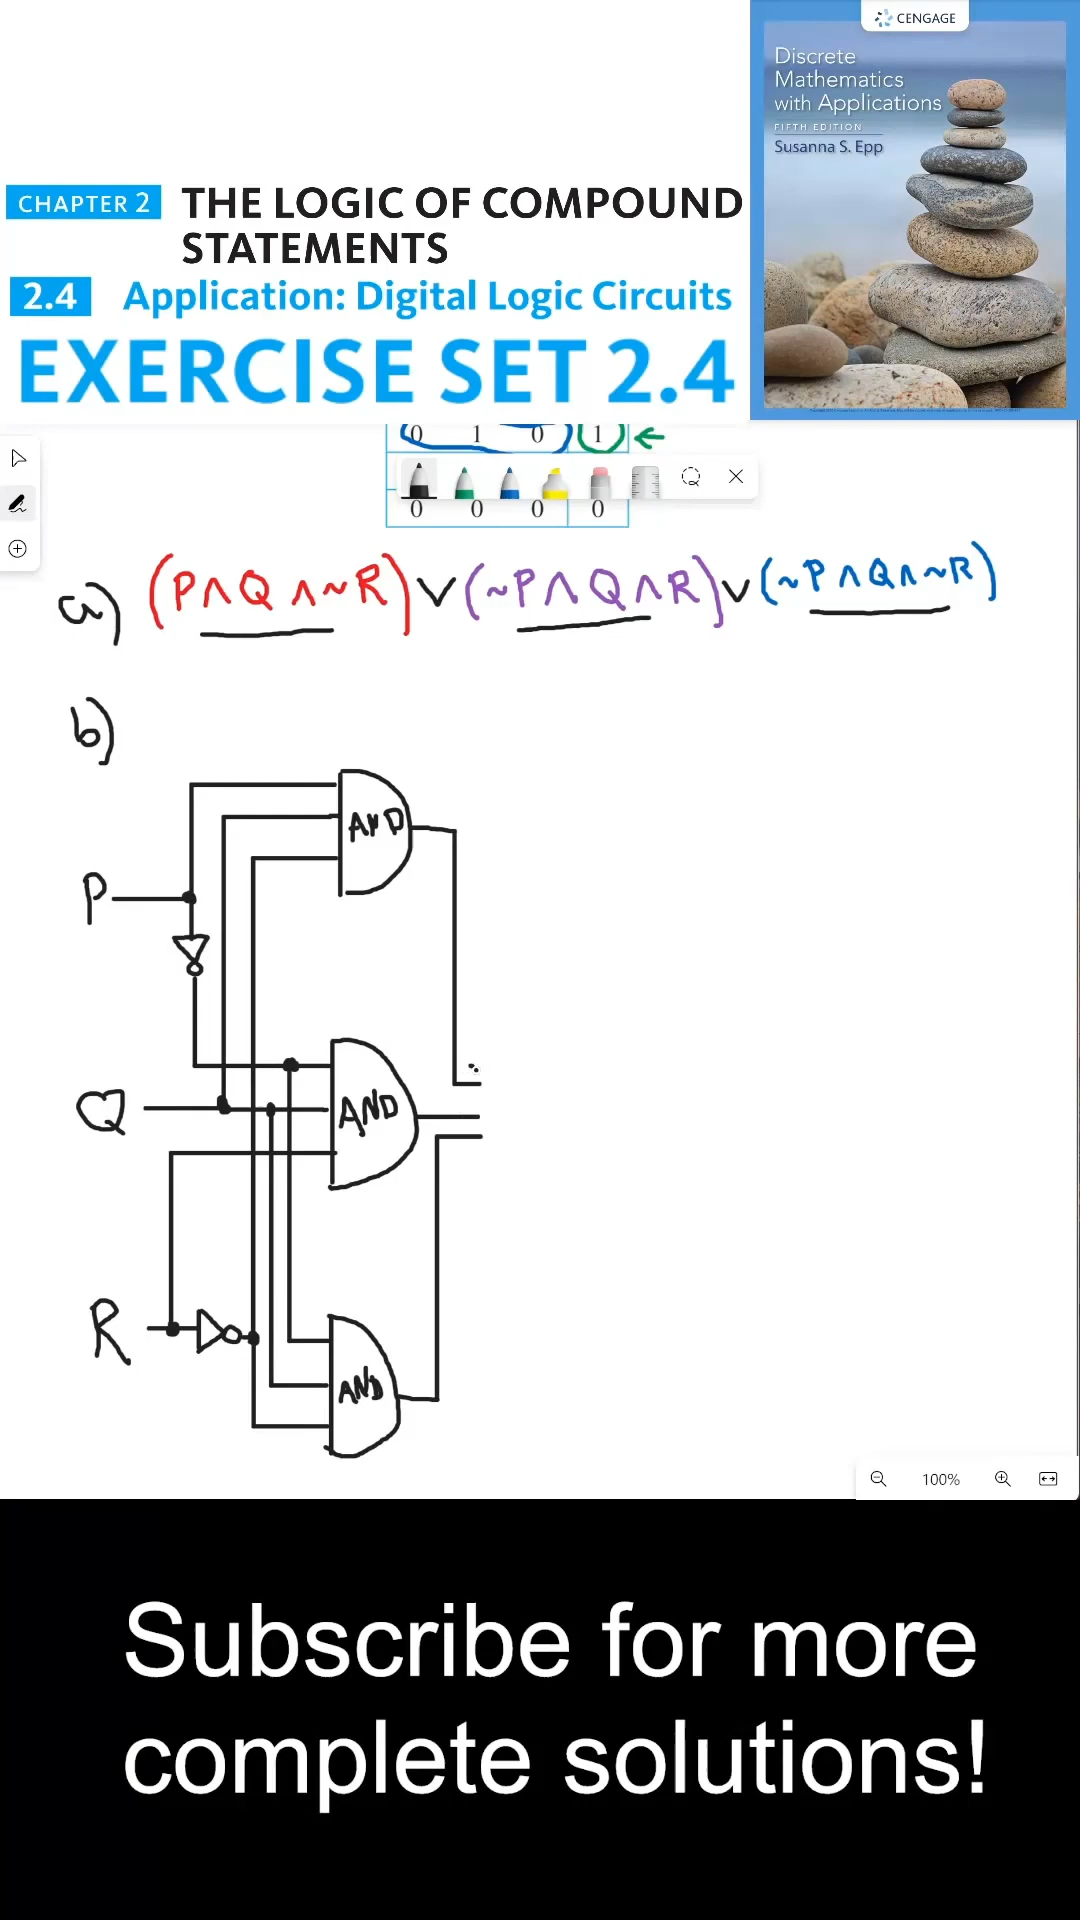 CENGAGE
Discrete
Mathematics
with Applications
FIFTH EDITION
Susanna S. Epp
CHAPTER 2 THE LOGIC OF COMPOUND
STATEMENTS
2.4 Application: Digital Logic Circuits
EXERCISE SET 2.4
0 1 0 1 ←
0 0 0 0
a) (P∧Q∧~R)∨(~P∧Q∧R)∨(~P∧Q∧~R)
b)
AND
P
Q
AND
R
AND
100%
Subscribe for more
complete solutions!